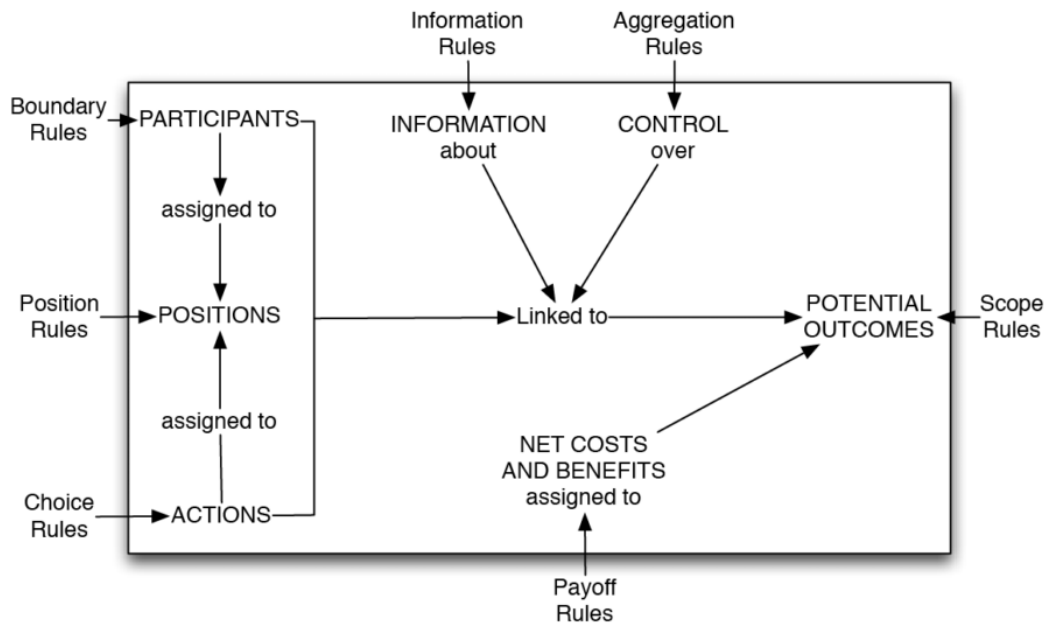 Information
Rules
Aggregation
Rules
Boundary
Rules
PARTICIPANTS
INFORMATION
about
CONTROL
over
assigned to
Position
Rules
POSITIONS
Linked to
POTENTIAL
OUTCOMES
Scope
Rules
assigned to
NET COSTS
AND BENEFITS
assigned to
Choice
Rules
ACTIONS
Payoff
Rules